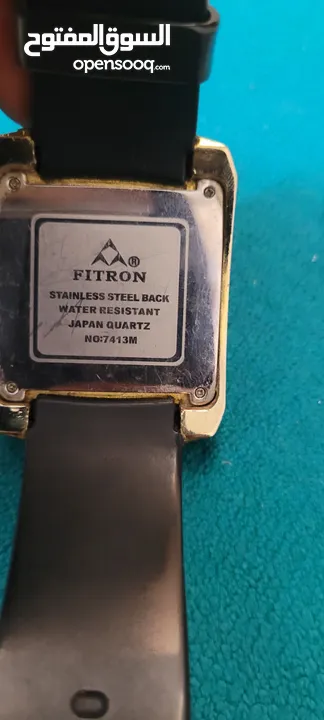 السوق المفتوح
opensooq.com
®
FITRON
STAINLESS STEEL BACK
WATER RESISTANT
JAPAN QUARTZ
NO:7413M